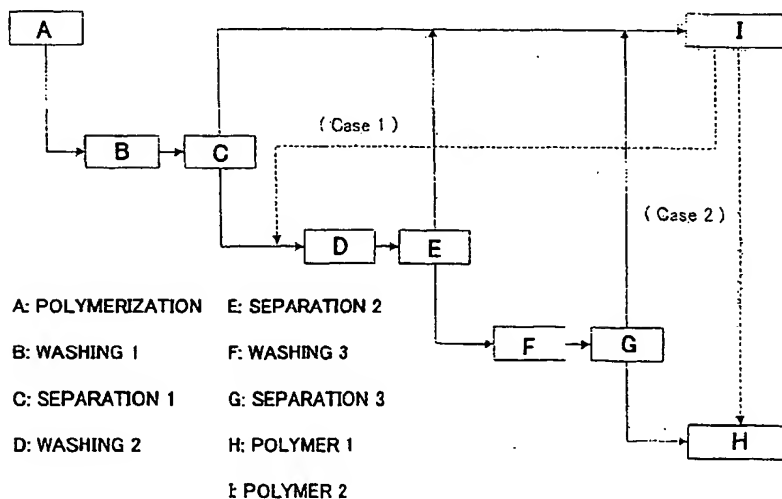 A
I
( Case 1 )
B
C
( Case 2 )
D
E
A: POLYMERIZATION
E: SEPARATION 2
B: WASHING 1
F: WASHING 3
F
G
C: SEPARATION 1
G: SEPARATION 3
D: WASHING 2
H: POLYMER 1
H
I: POLYMER 2